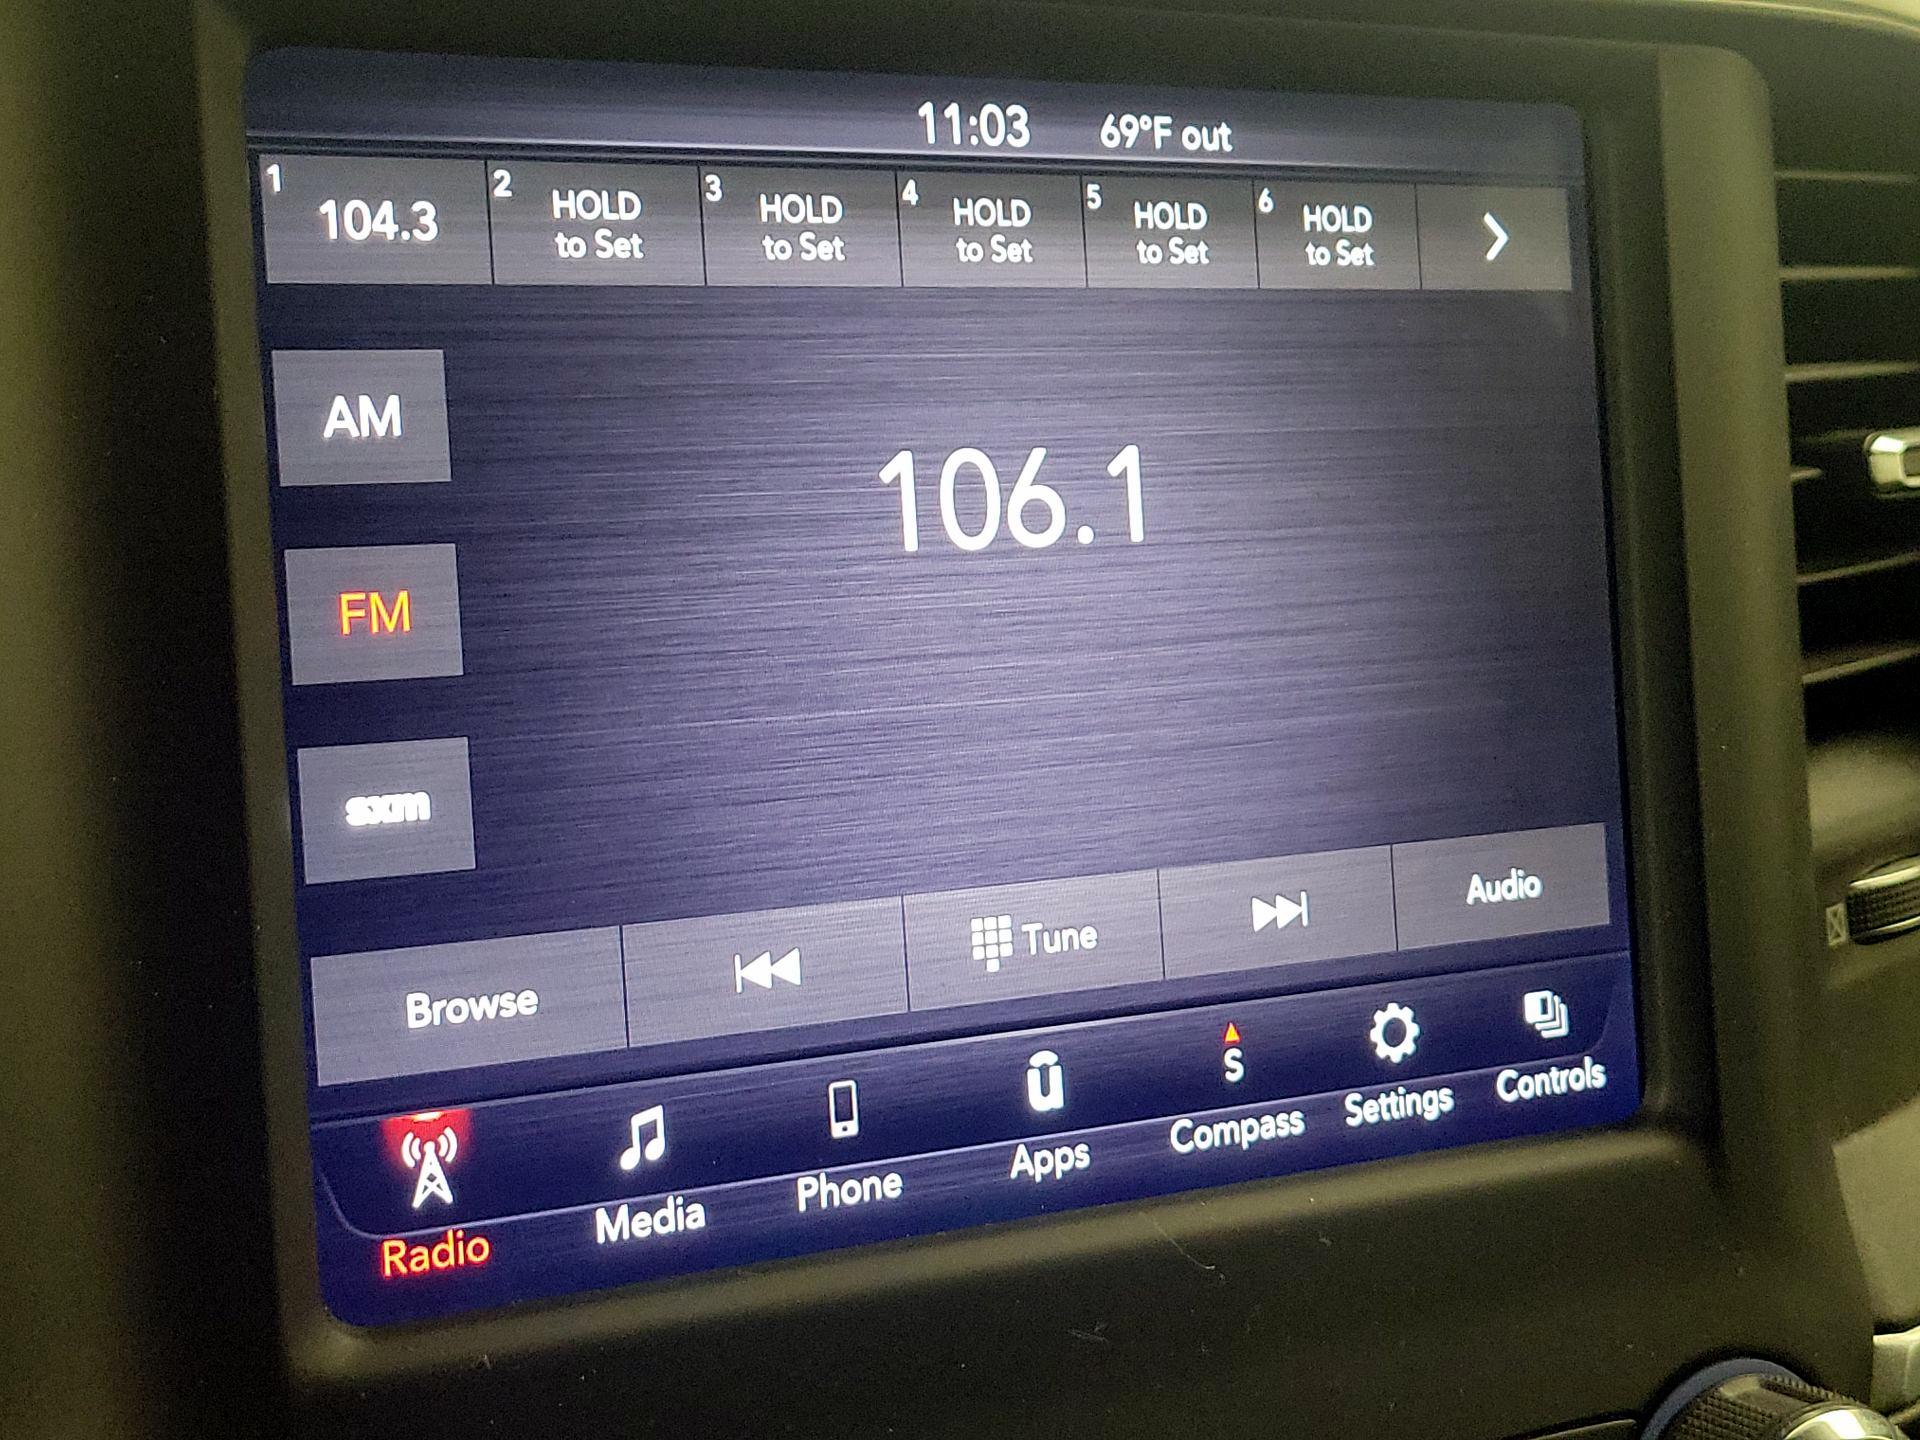 11:03 69°F out
1 104.3
2 HOLD
to Set
3 HOLD
to Set
4 HOLD
to Set
5 HOLD
to Set
6 HOLD
to Set
AM
106.1
FM
sxm
Browse Tune Audio
S
Radio Media Phone Apps Compass Settings Controls